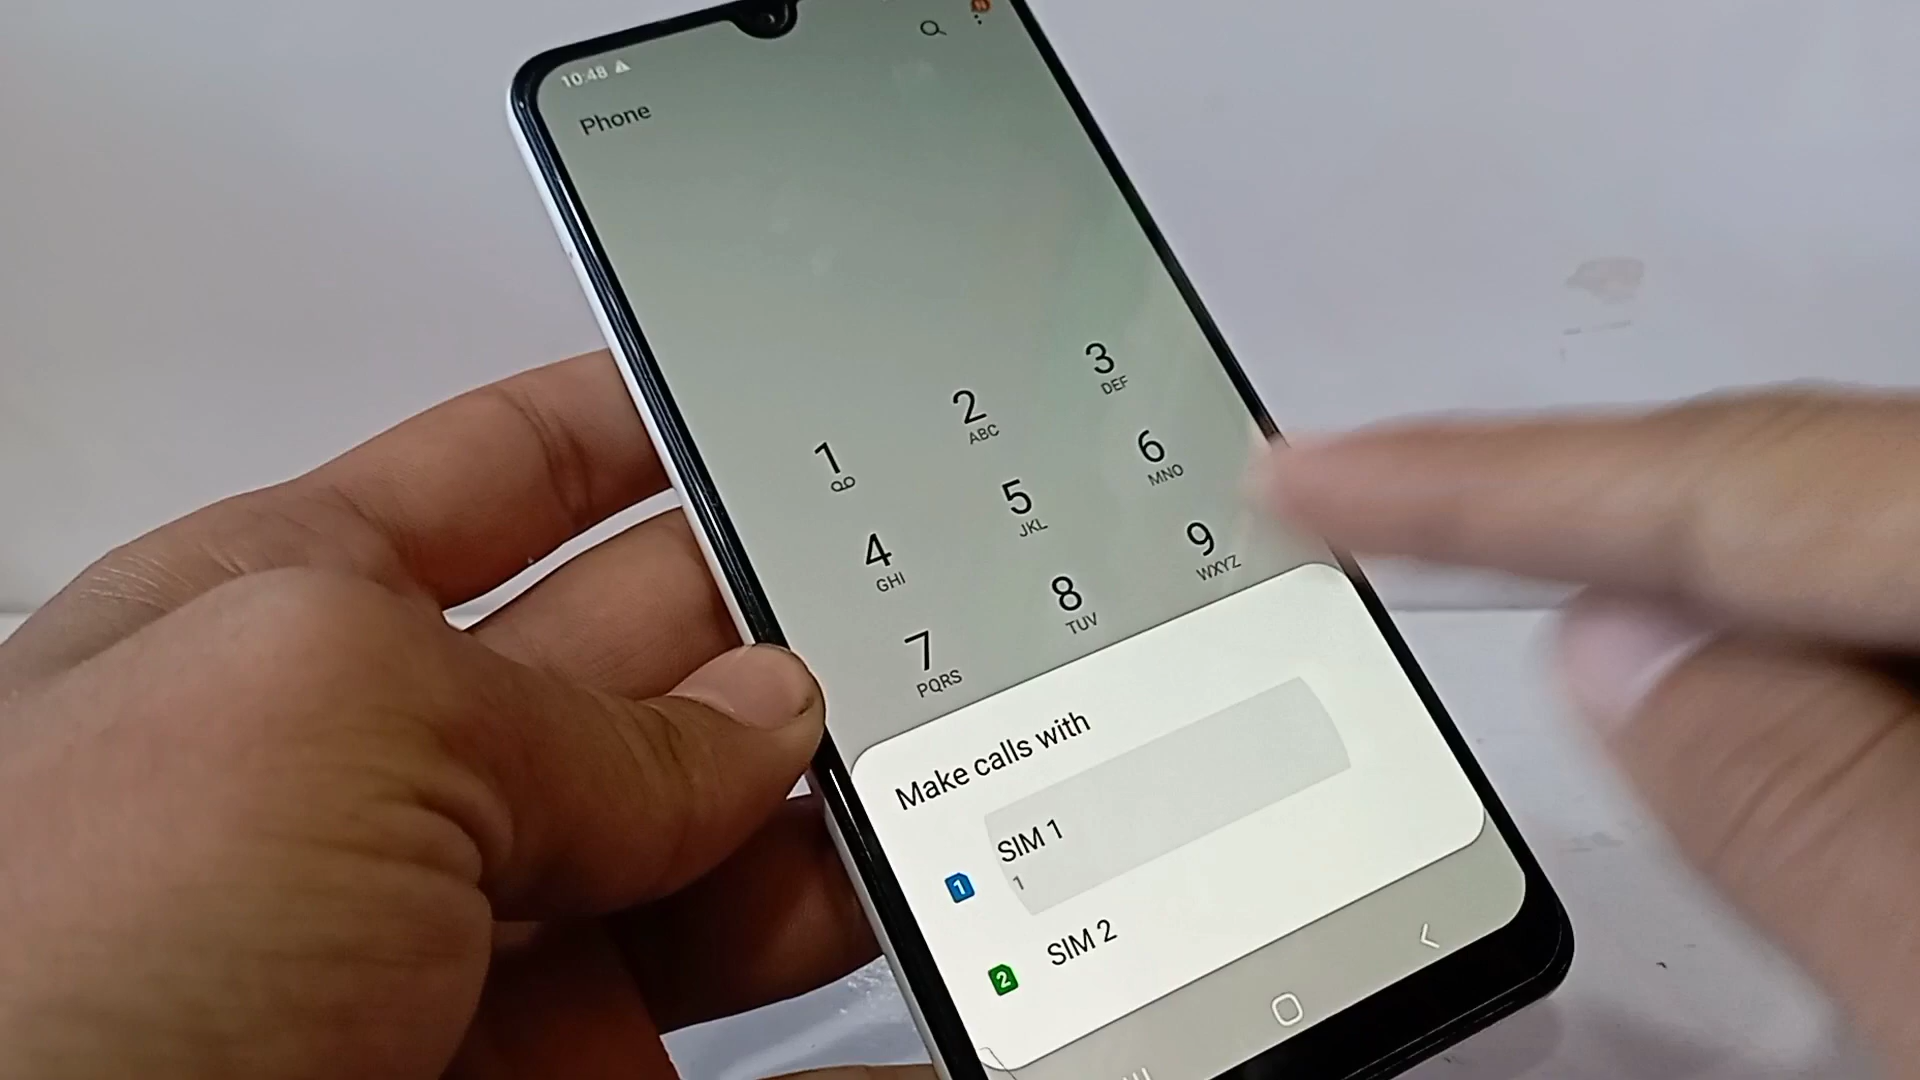 10:48
Phone
1
2
ABC
3
DEF
4
GHI
5
JKL
6
MNO
7
PQRS
8
TUV
9
WXYZ
Make calls with
1
SIM 1
1
2
SIM 2